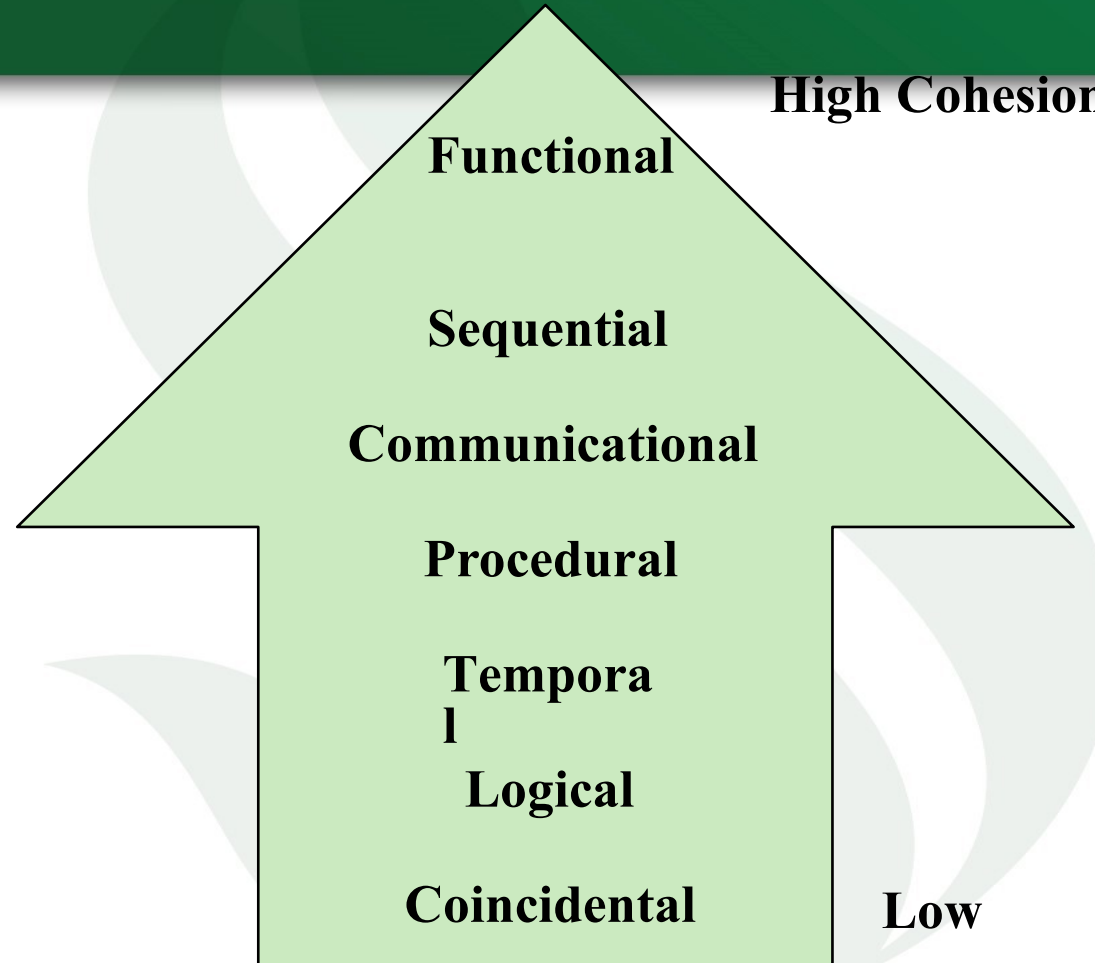 High Cohesion
Functional
Sequential
Communicational
Procedural
Tempora
l
Logical
Coincidental
Low